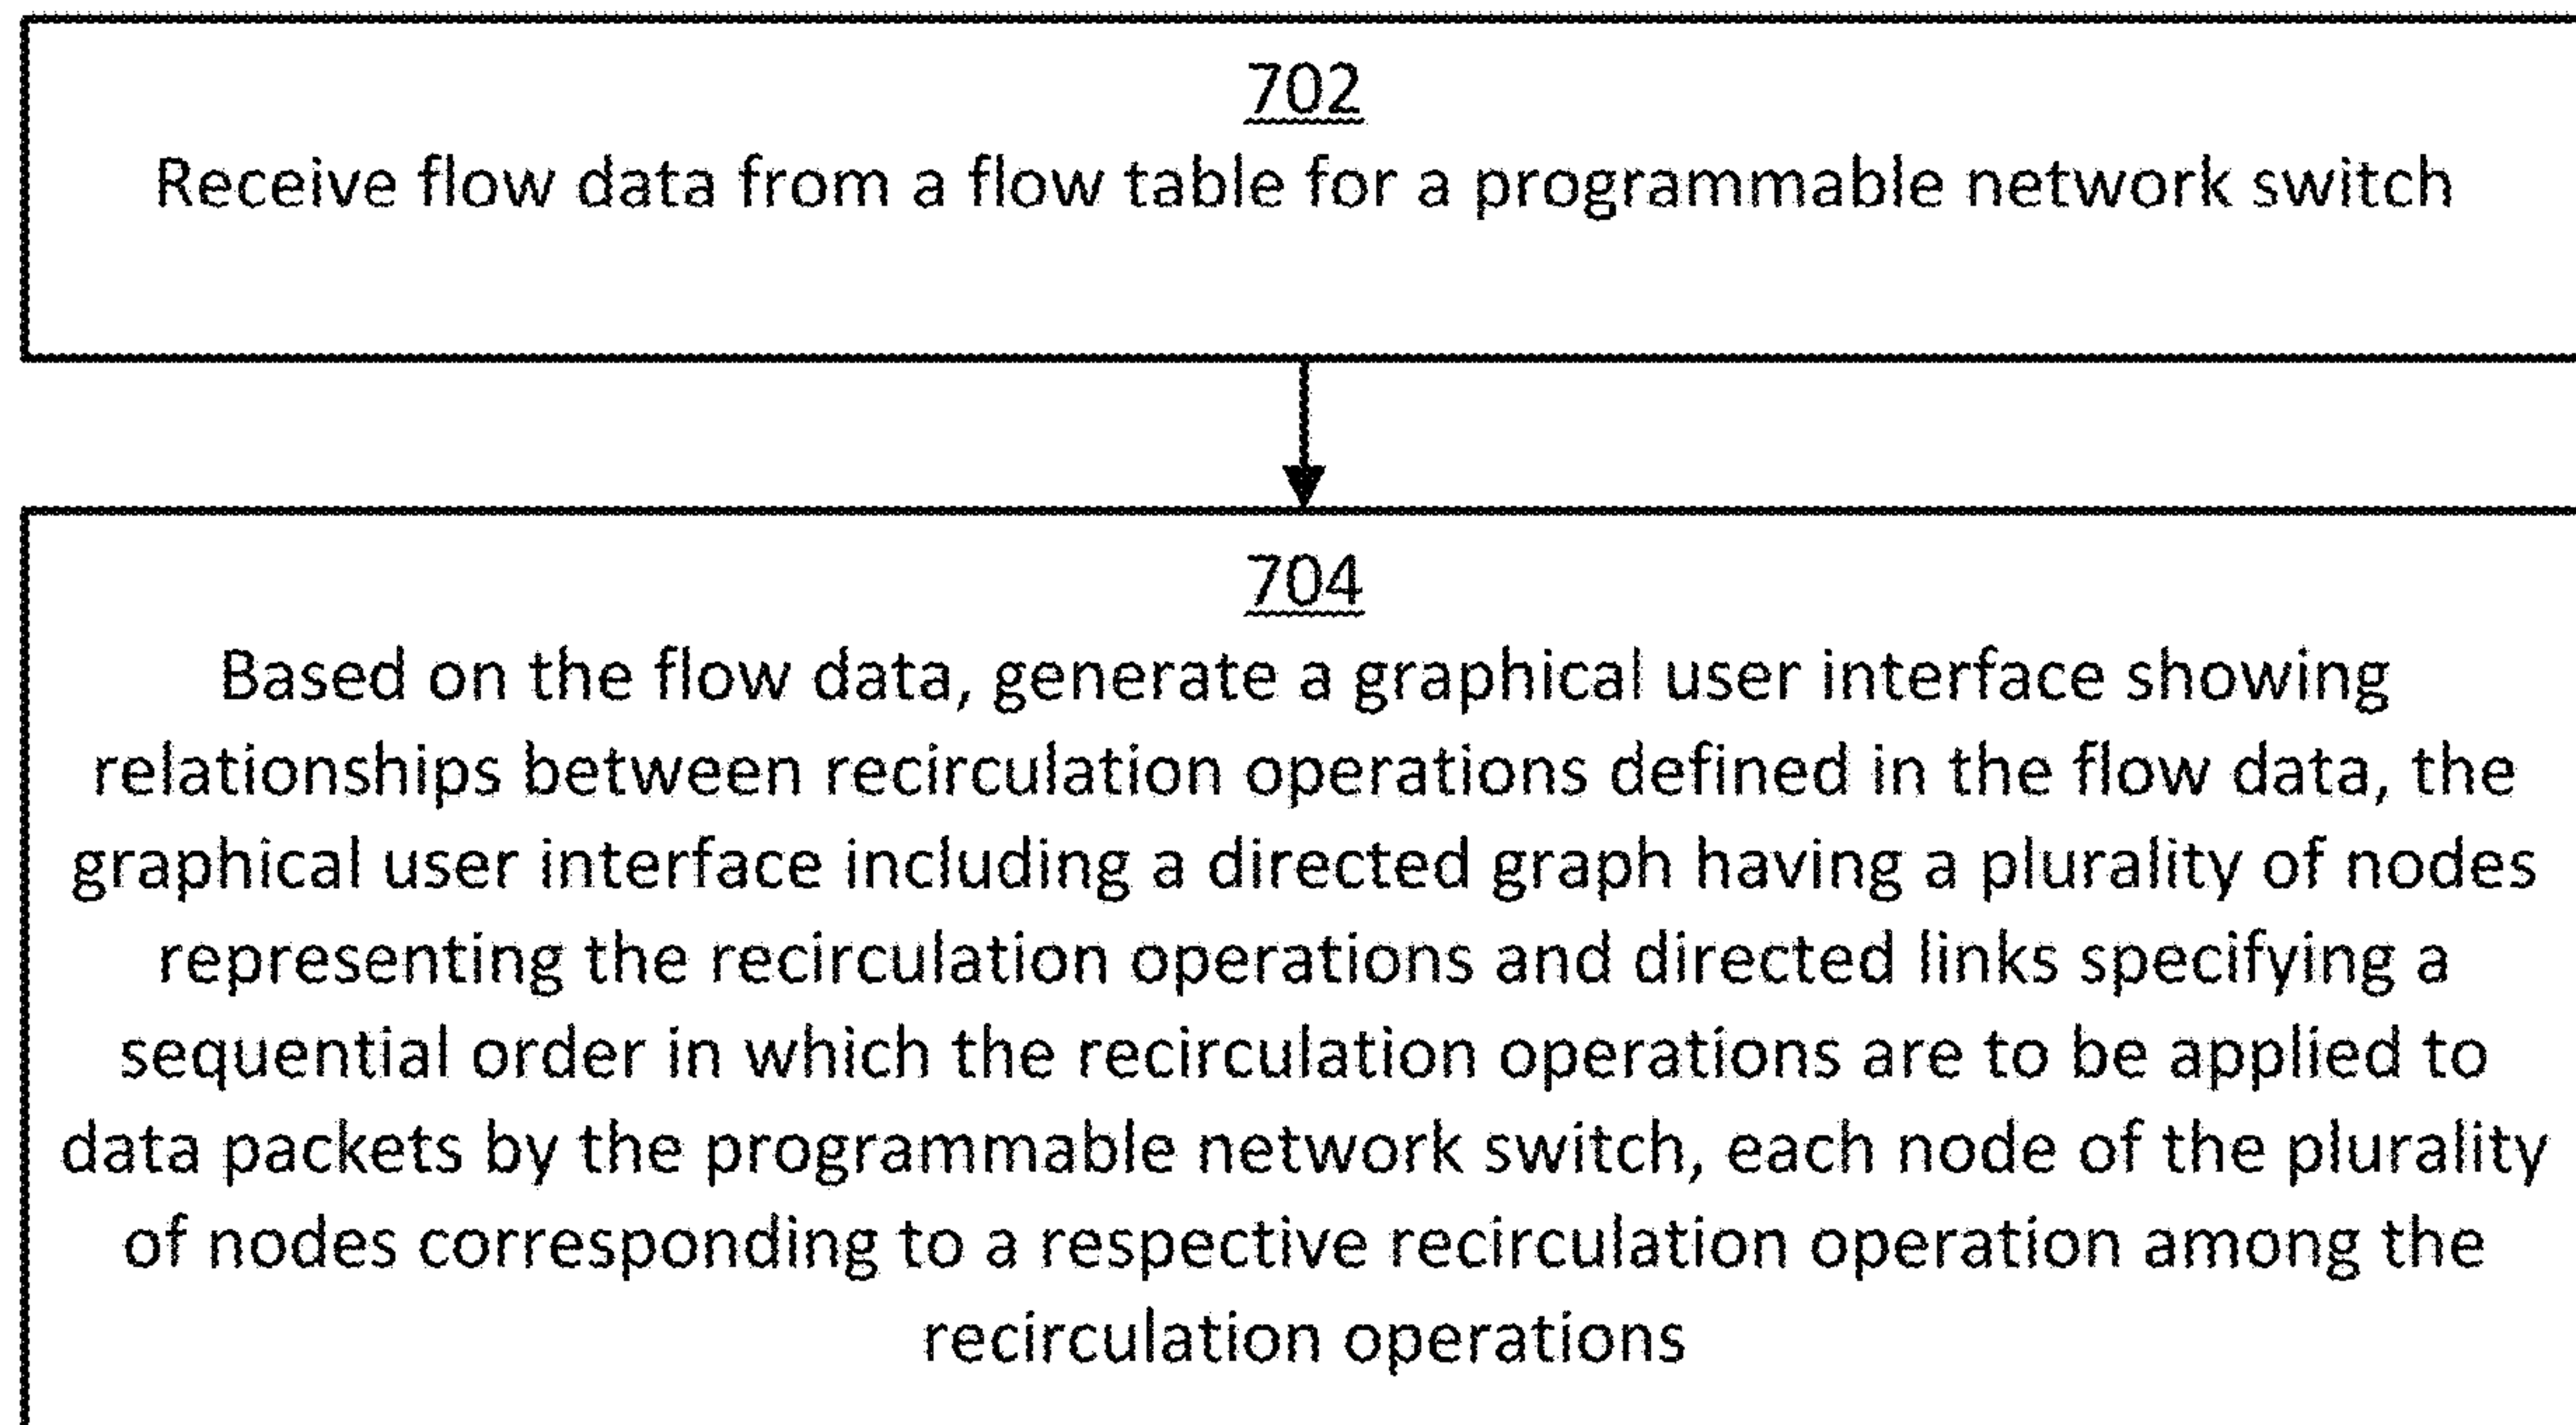 702
Receive flow data from a flow table for a programmable network switch
704
Based on the flow data, generate a graphical user interface showing
relationships between recirculation operations defined in the flow data, the
graphical user interface including a directed graph having a plurality of nodes
representing the recirculation operations and directed links specifying a
sequential order in which the recirculation operations are to be applied to
data packets by the programmable network switch, each node of the plurality
of nodes corresponding to a respective recirculation operation among the
recirculation operations